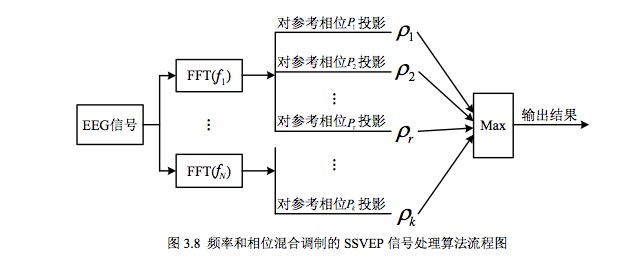 对参考相位P₁投影 ρ₁
FFT(f₁) 对参考相位P₂投影 ρ₂
⋮ ⋮
对参考相位Pᵣ投影 ρᵣ
EEG信号 Max 输出结果
⋮
FFT(f_N)
对参考相位Pₖ投影 ρₖ
图 3.8 频率和相位混合调制的 SSVEP 信号处理算法流程图